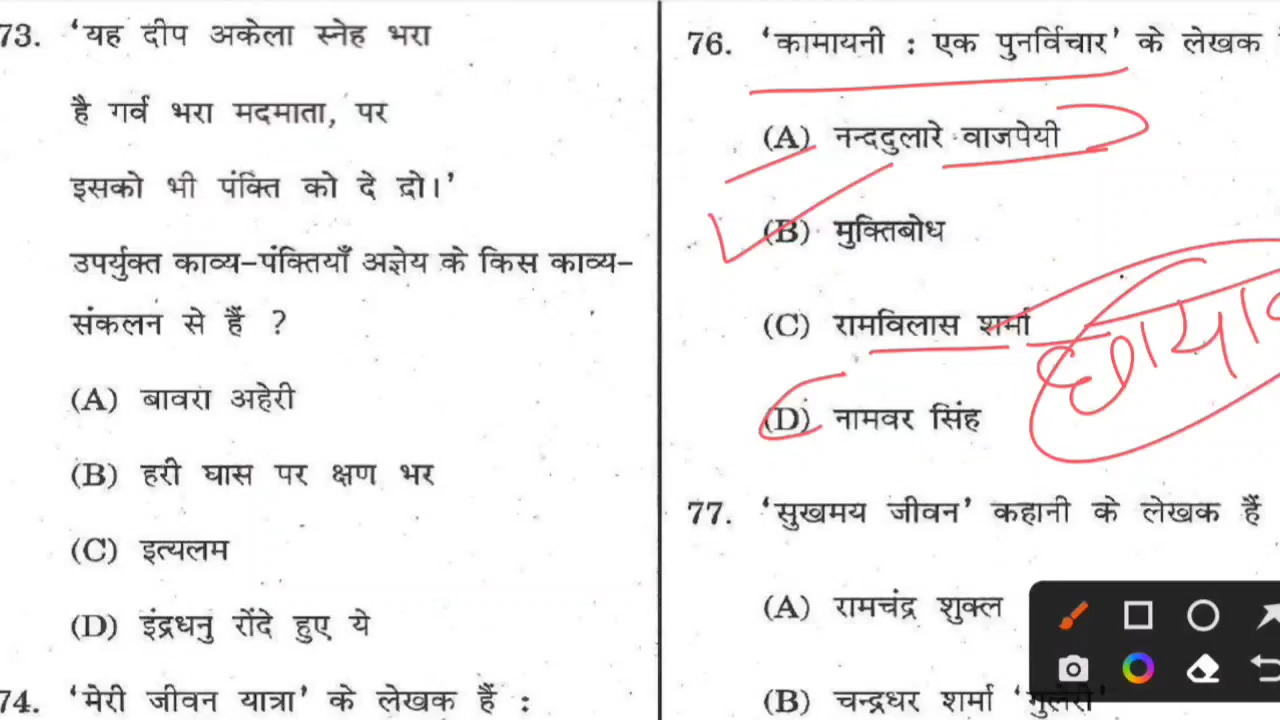 73. ‘यह दीप अकेला स्नेह भरा
है गर्व भरा मदमाता, पर
इसको भी पंक्ति को दे दो।’
उपर्युक्त काव्य-पंक्तियाँ अज्ञेय के किस काव्य-
संकलन से हैं ?
(A) बावरा अहेरी
(B) हरी घास पर क्षण भर
(C) इत्यलम
(D) इंद्रधनु रोंदे हुए ये
74. ‘मेरी जीवन यात्रा’ के लेखक हैं :
76. ‘कामायनी : एक पुनर्विचार’ के लेखक
(A) नन्ददुलारे वाजपेयी
(B) मुक्तिबोध
(C) रामविलास शर्मा
(D) नामवर सिंह
77. ‘सुखमय जीवन’ कहानी के लेखक हैं
(A) रामचंद्र शुक्ल
(B) चन्द्रधर शर्मा ‘गुलेरी’